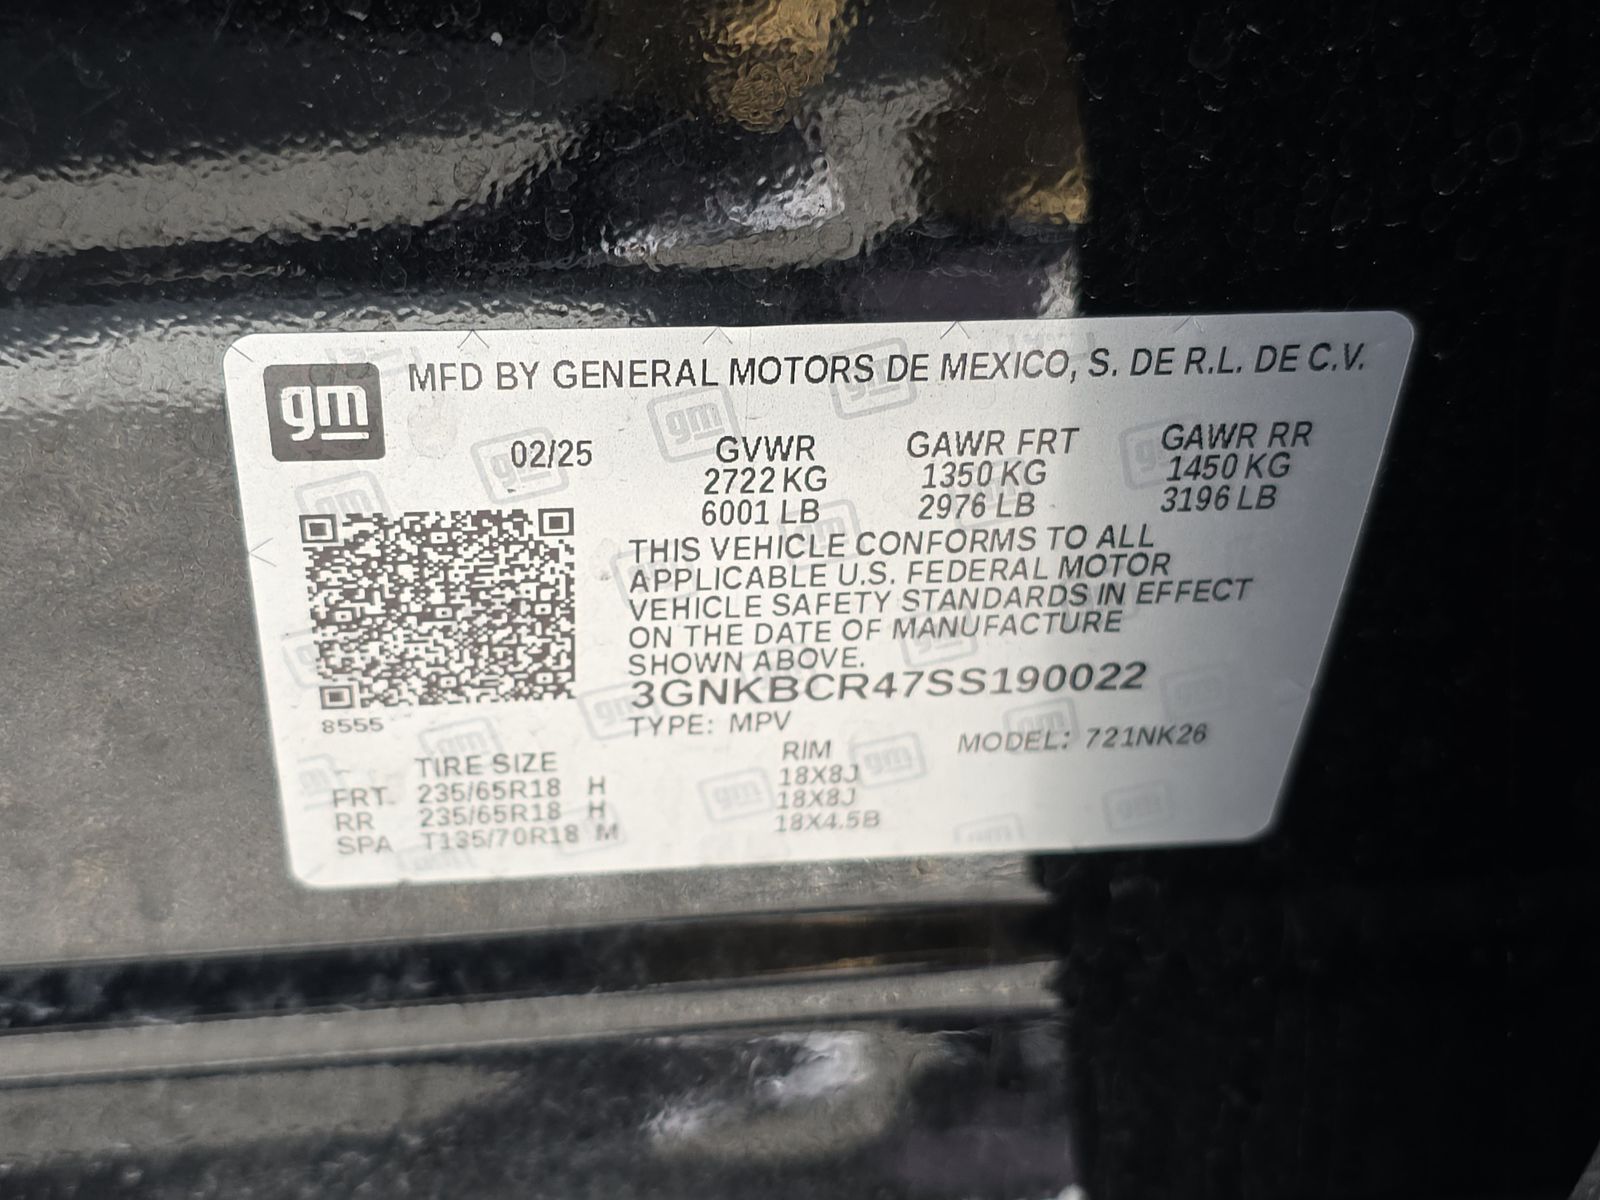 gm MFD BY GENERAL MOTORS DE MEXICO, S. DE R.L. DE C.V.
02/25 GVWR GAWR FRT GAWR RR
2722 KG 1350 KG 1450 KG
6001 LB 2976 LB 3196 LB
THIS VEHICLE CONFORMS TO ALL
APPLICABLE U.S. FEDERAL MOTOR
VEHICLE SAFETY STANDARDS IN EFFECT
ON THE DATE OF MANUFACTURE
SHOWN ABOVE.
3GNKBCR47SS190022
8555 TYPE: MPV MODEL: 721NK26
TIRE SIZE RIM
FRT 235/65R18 H 18X8J
RR 235/65R18 H 18X8J
SPA T135/70R18 M 18X4.5B